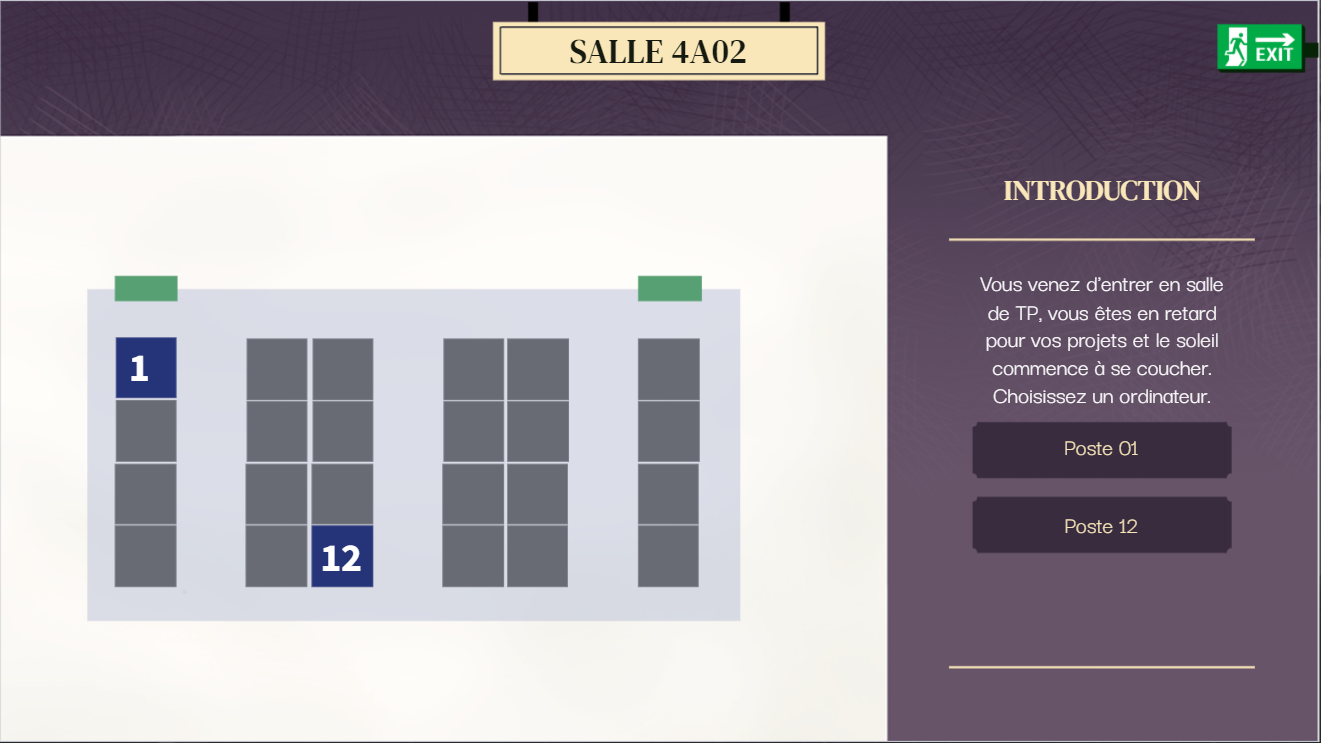 SALLE 4A02
EXIT
1
12
INTRODUCTION
Vous venez d'entrer en salle
de TP, vous êtes en retard
pour vos projets et le soleil
commence à se coucher.
Choisissez un ordinateur.
Poste 01
Poste 12